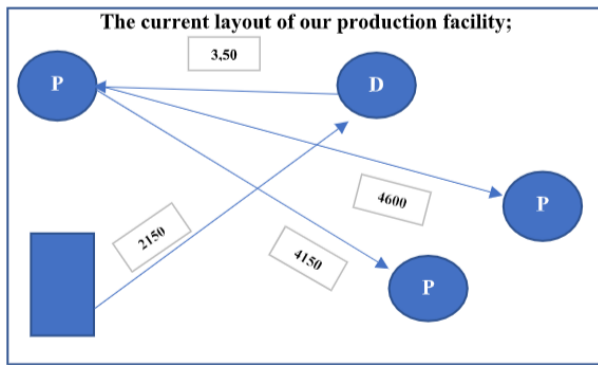 The current layout of our production facility;
3,50
P
D
4600
P
2150
4150
P